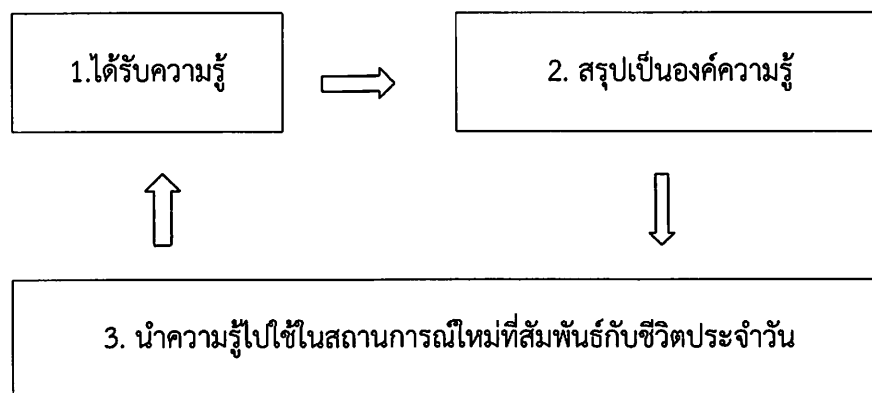 1.ได้รับความรู้
2. สรุปเป็นองค์ความรู้
3. นำความรู้ไปใช้ในสถานการณ์ใหม่ที่สัมพันธ์กับชีวิตประจำวัน